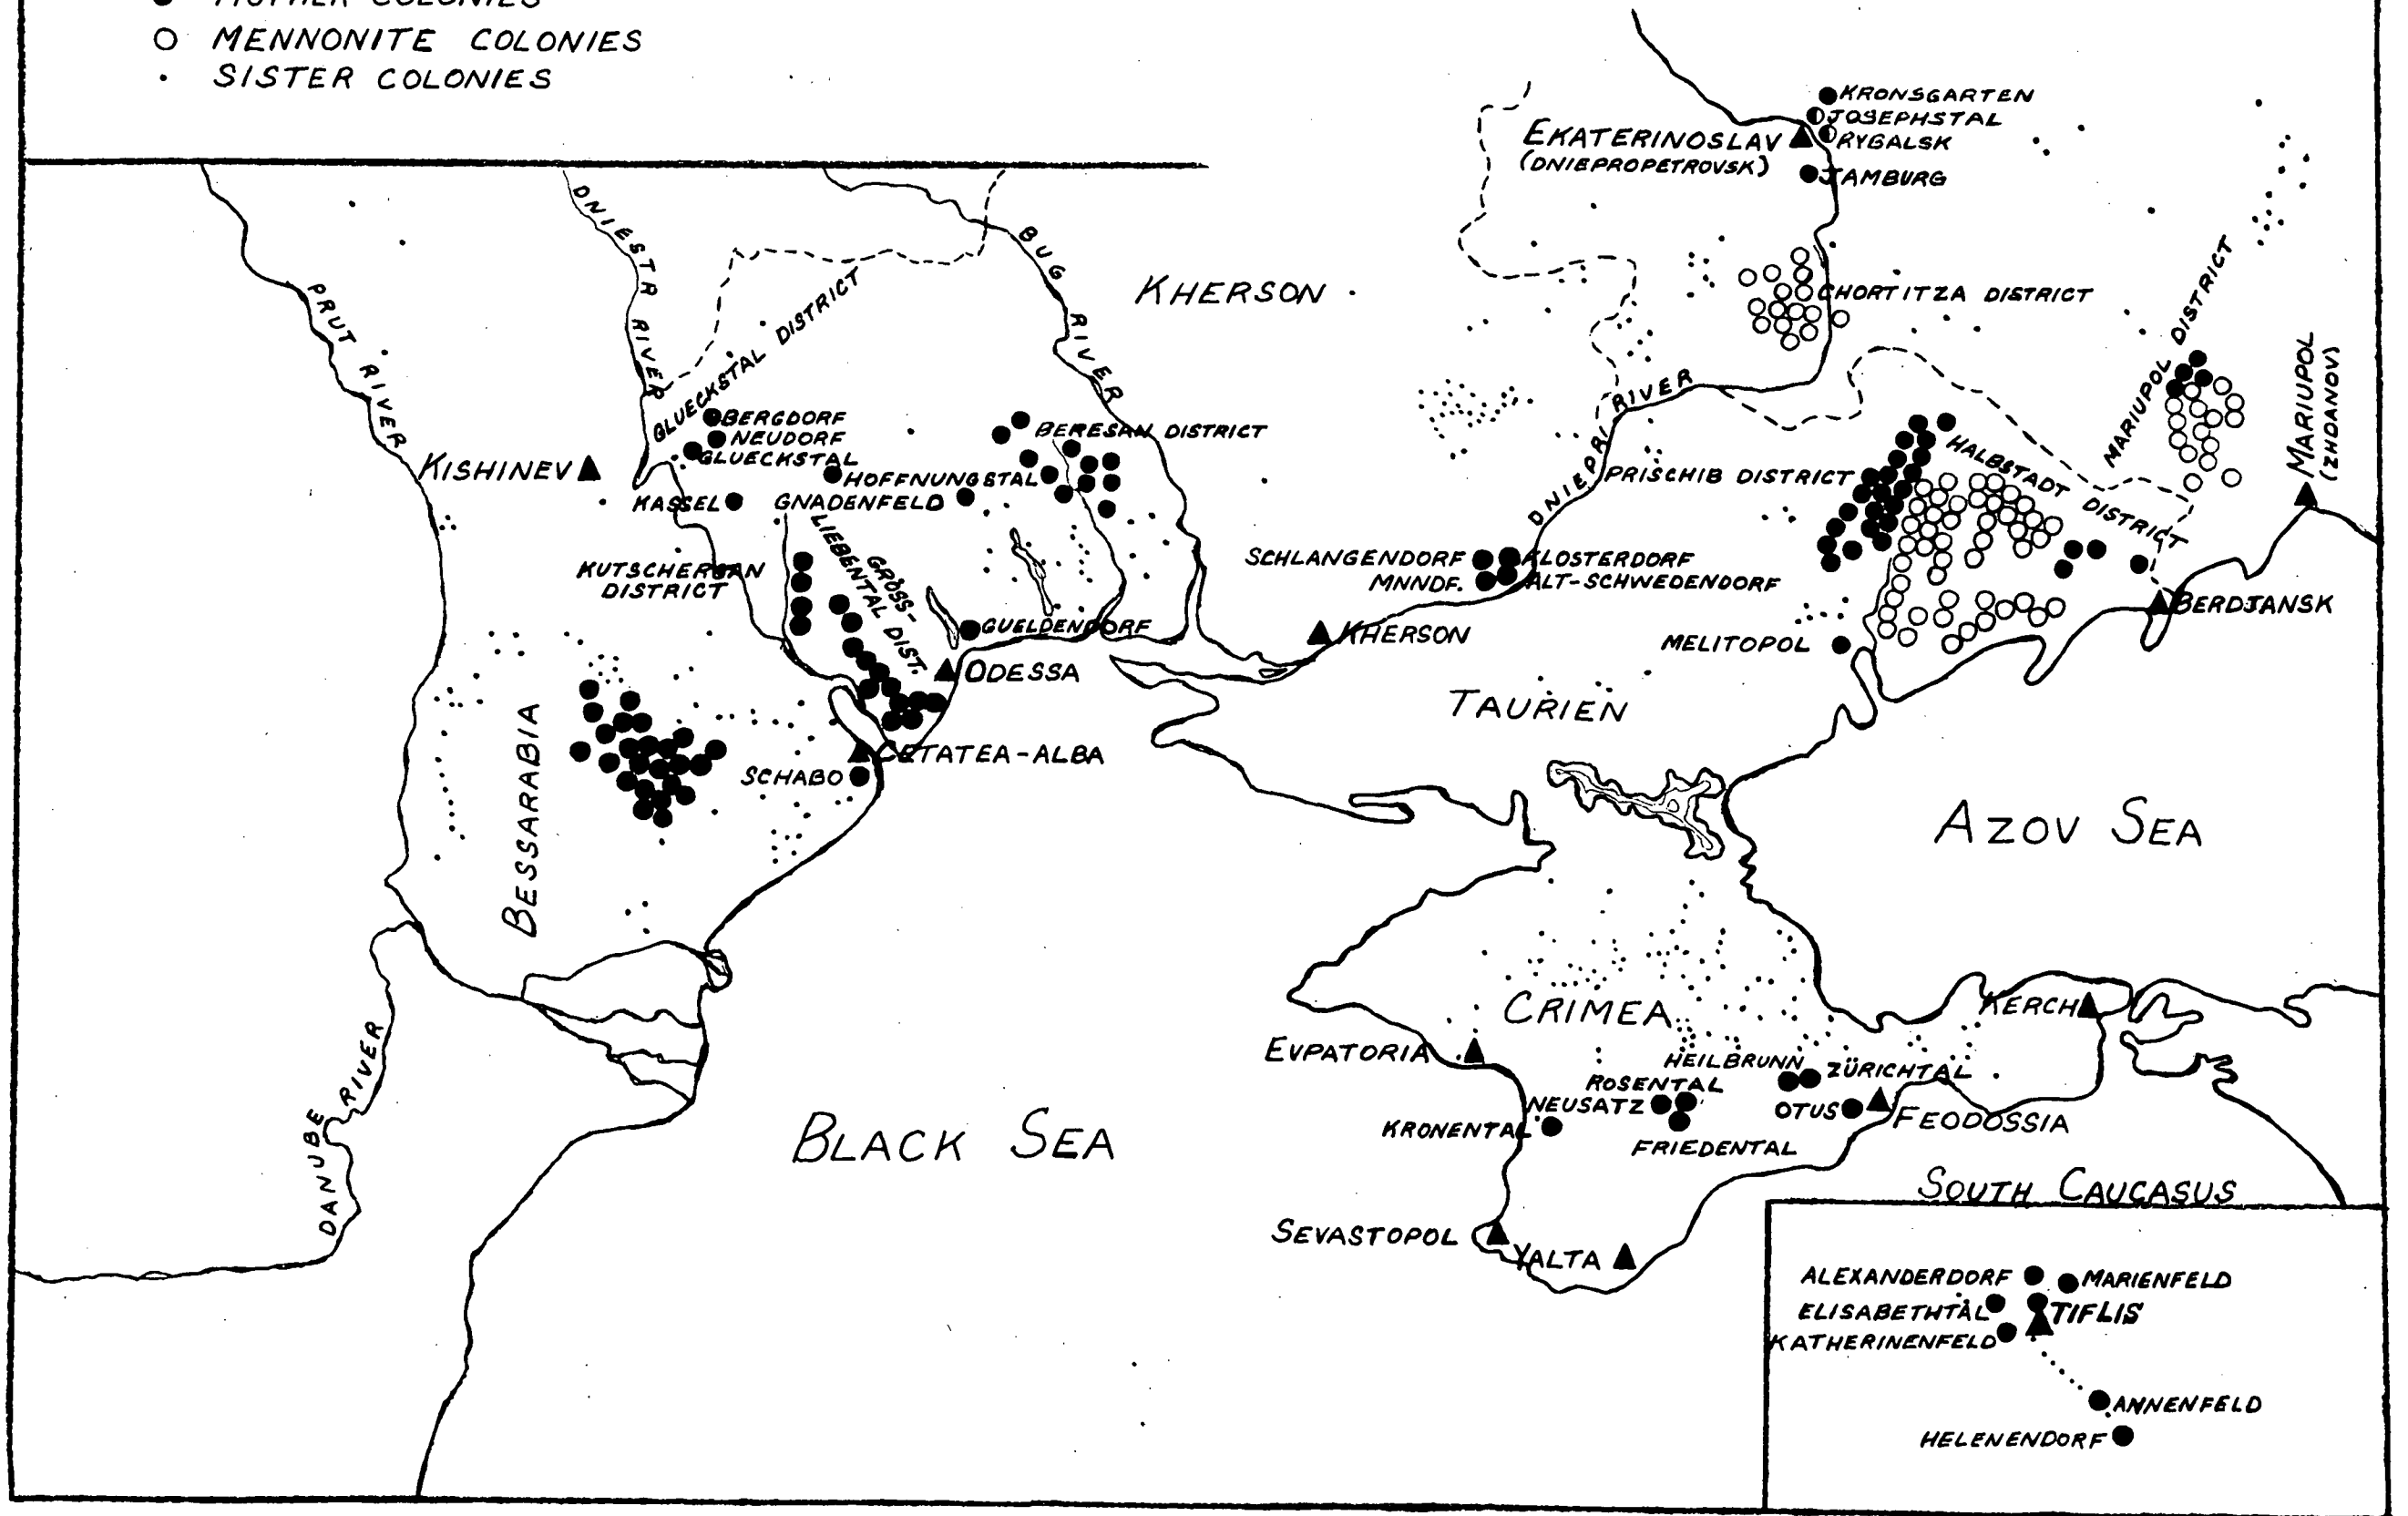 MOTHER COLONIES
MENNONITE COLONIES
SISTER COLONIES
KRONSGARTEN
JOSEPHSTAL
EKATERINOSLAV
RYGALSK
(DNIEPROPETROVSK)
JAMBURG
DNIESTR RIVER
BUG RIVER
PRUT RIVER
KHERSON
CHORTITZA DISTRICT
MARIUPOL DISTRICT
MARIUPOL
(ZHDANOV)
GLUECKSTAL DISTRICT
BERGDORF
NEUDORF
GLUECKSTAL
KISHINEV
HOFFNUNGSTAL
KASSEL
GNADENFELD
BERESAN DISTRICT
DNIEPR RIVER
PRISCHIB DISTRICT
HALBSTADT DISTRICT
KUTSCHERGAN
DISTRICT
GROSS-
LIEBENTAL DIST.
SCHLANGENDORF
KLOSTERDORF
MNNDF.
ALT-SCHWEDENDORF
GUELDENDORF
KHERSON
BERDJANSK
MELITOPOL
ODESSA
TAURIEN
BESSARABIA
CETATEA-ALBA
SCHABO
AZOV SEA
CRIMEA
KERCH
EVPATORIA
HEILBRUNN
ZÜRICHTAL
ROSENTAL
NEUSATZ
OTUS
FEODOSSIA
KRONENTAL
FRIEDENTAL
DANUBE RIVER
BLACK SEA
SEVASTOPOL
YALTA
SOUTH CAUCASUS
ALEXANDERDORF
MARIENFELD
ELISABETHTAL
TIFLIS
KATHERINENFELD
ANNENFELD
HELENENDORF